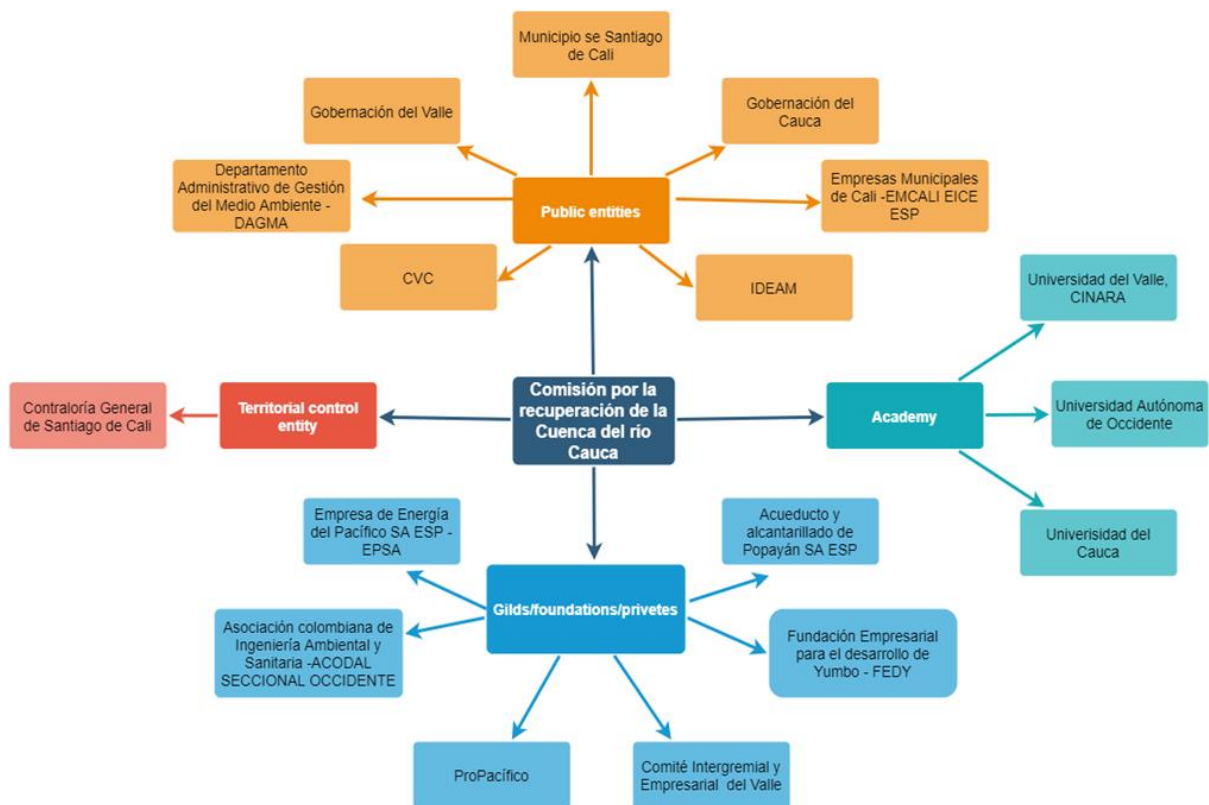 Municipio se Santiago
de Cali
Gobernación del Valle
Gobernación del
Cauca
Departamento
Administrativo de Gestión
del Medio Ambiente -
DAGMA
Public entities
Empresas Municipales
de Cali -EMCALI EICE
ESP
CVC
IDEAM
Universidad del Valle,
CINARA
Contraloría General
de Santiago de Cali
Territorial control
entity
Comisión por la
recuperación de la
Cuenca del río
Cauca
Academy
Universidad Autónoma
de Occidente
Empresa de Energía
del Pacífico SA ESP -
EPSA
Acueducto y
alcantarillado de
Popayán SA ESP
Univerisidad del
Cauca
Gilds/foundations/privetes
Asociación colombiana de
Ingeniería Ambiental y
Sanitaria -ACODAL
SECCIONAL OCCIDENTE
Fundación Empresarial
para el desarrollo de
Yumbo - FEDY
ProPacífico
Comité Intergremial y
Empresarial del Valle